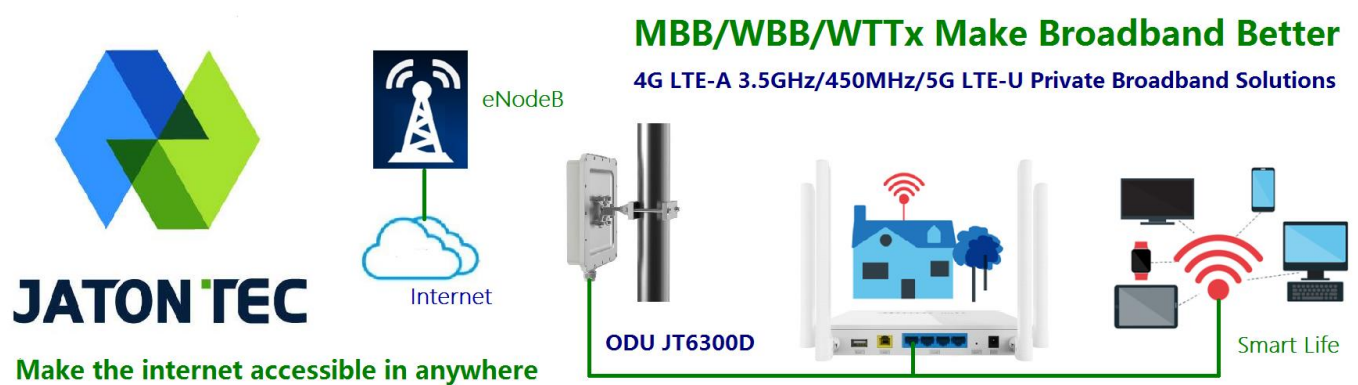 MBB/WBB/WTTx Make Broadband Better
4G LTE-A 3.5GHz/450MHz/5G LTE-U Private Broadband Solutions
eNodeB
Internet
JATON TEC
ODU JT6300D
Smart Life
Make the internet accessible in anywhere